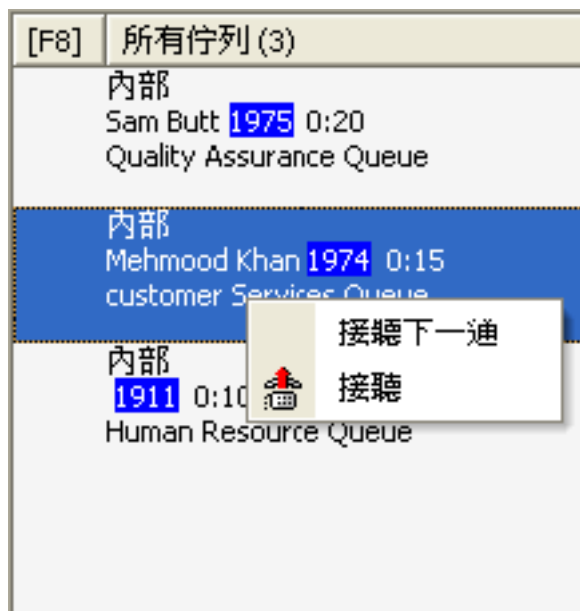 [F8] 所有佇列 (3)
內部
Sam Butt 1975 0:20
Quality Assurance Queue
內部
Mehmood Khan 1974 0:15
customer Services Queue
接聽下一通
內部
接聽
1911 0:10
Human Resource Queue